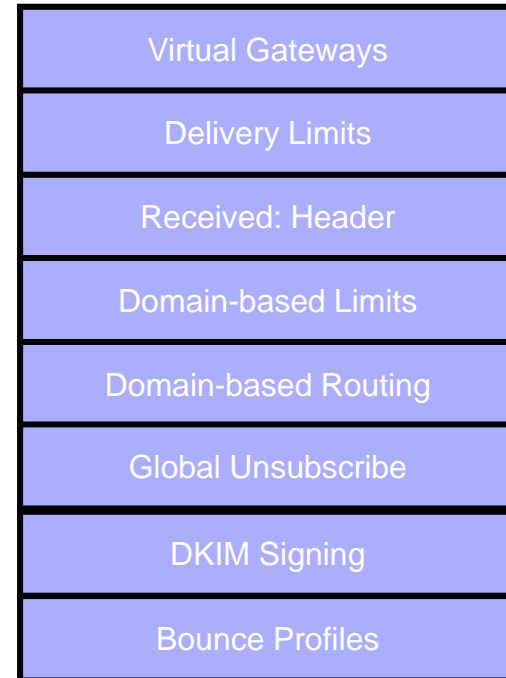 Virtual Gateways
Delivery Limits
Received: Header
Domain-based Limits
Domain-based Routing
Global Unsubscribe
DKIM Signing
Bounce Profiles